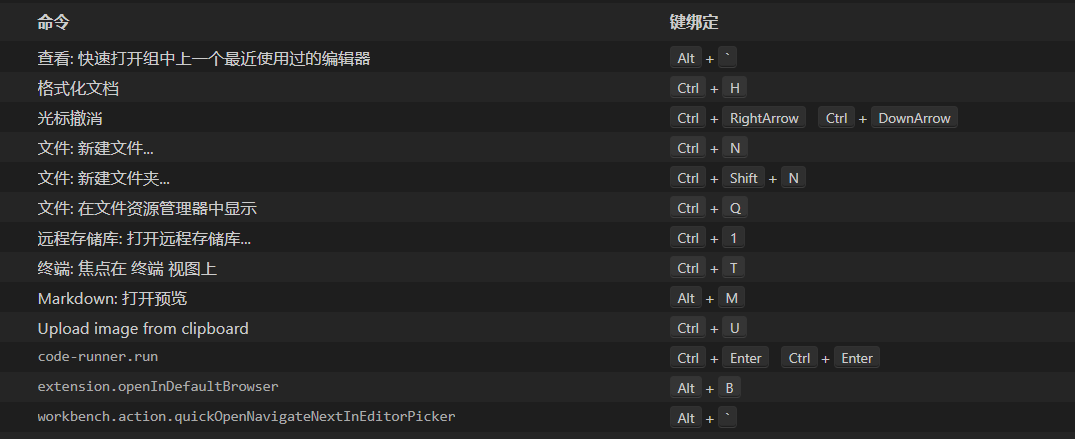 命令 键绑定
查看: 快速打开组中上一个最近使用过的编辑器 Alt + `
格式化文档 Ctrl + H
光标撤消 Ctrl + RightArrow Ctrl + DownArrow
文件: 新建文件... Ctrl + N
文件: 新建文件夹... Ctrl + Shift + N
文件: 在文件资源管理器中显示 Ctrl + Q
远程存储库: 打开远程存储库... Ctrl + 1
终端: 焦点在 终端 视图上 Ctrl + T
Markdown: 打开预览 Alt + M
Upload image from clipboard Ctrl + U
code-runner.run Ctrl + Enter Ctrl + Enter
extension.openInDefaultBrowser Alt + B
workbench.action.quickOpenNavigateNextInEditorPicker Alt + `